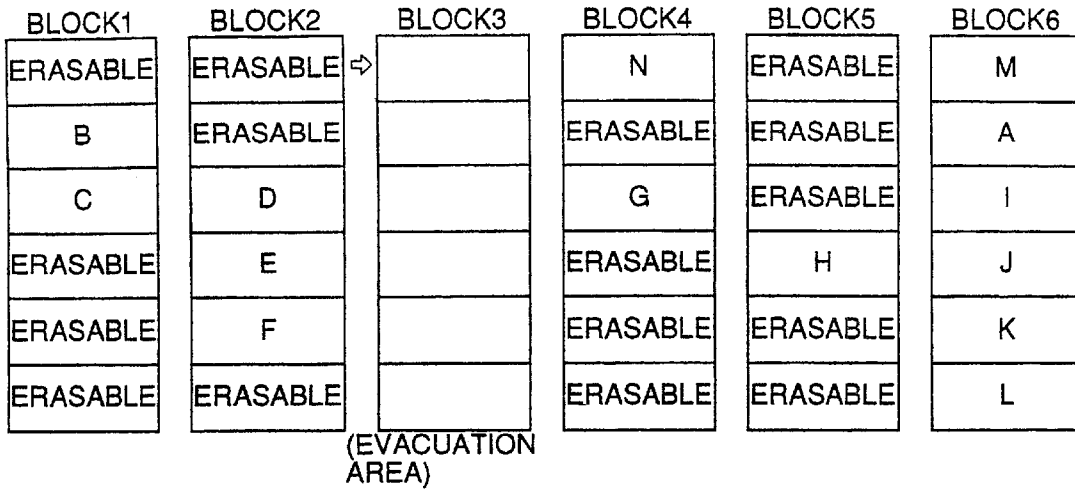 BLOCK1 BLOCK2 BLOCK3 BLOCK4 BLOCK5 BLOCK6
ERASABLE ERASABLE ⇨ N ERASABLE M
B ERASABLE ERASABLE ERASABLE A
C D G ERASABLE I
ERASABLE E ERASABLE H J
ERASABLE F ERASABLE ERASABLE K
ERASABLE ERASABLE ERASABLE ERASABLE L
(EVACUATION
AREA)